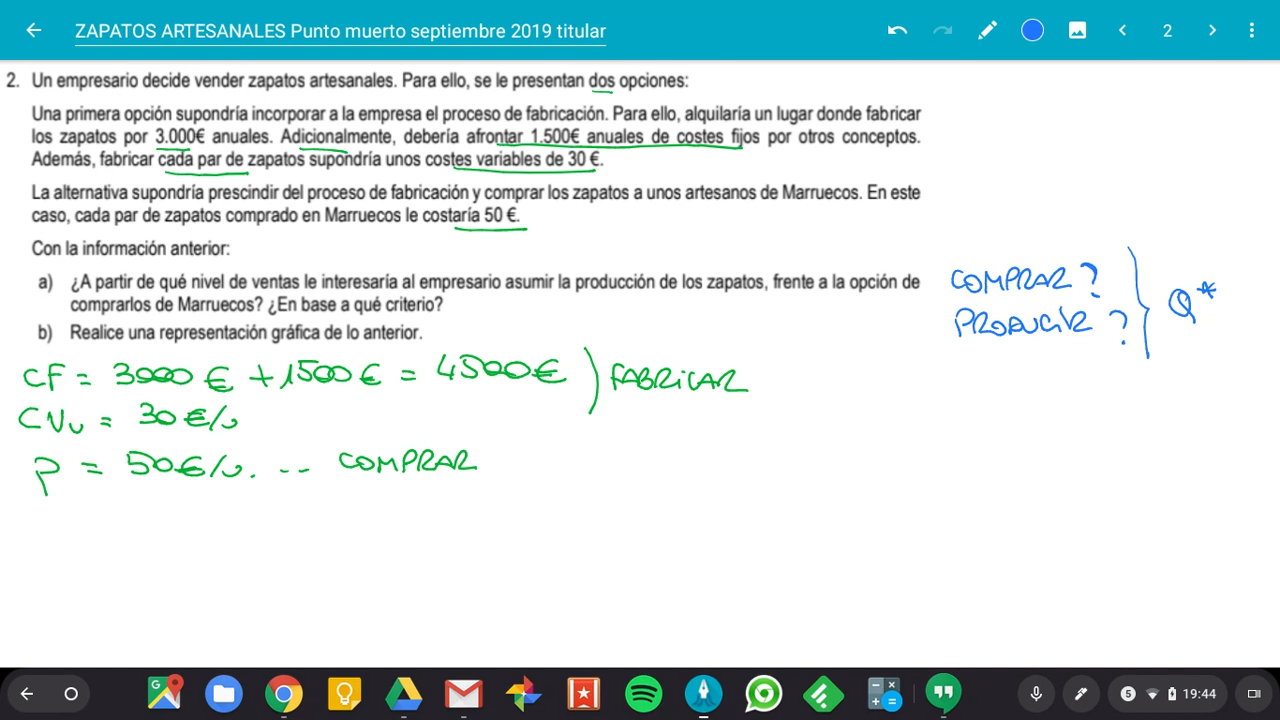 ZAPATOS ARTESANALES Punto muerto septiembre 2019 titular
2
2. Un empresario decide vender zapatos artesanales. Para ello, se le presentan dos opciones:
Una primera opción supondría incorporar a la empresa el proceso de fabricación. Para ello, alquilaría un lugar donde fabricar
los zapatos por 3.000€ anuales. Adicionalmente, debería afrontar 1.500€ anuales de costes fijos por otros conceptos.
Además, fabricar cada par de zapatos supondría unos costes variables de 30 €.
La alternativa supondría prescindir del proceso de fabricación y comprar los zapatos a unos artesanos de Marruecos. En este
caso, cada par de zapatos comprado en Marruecos le costaría 50 €.
Con la información anterior:
a) ¿A partir de qué nivel de ventas le interesaría al empresario asumir la producción de los zapatos, frente a la opción de
comprarlos de Marruecos? ¿En base a qué criterio?
b) Realice una representación gráfica de lo anterior.
COMPRAR?
PRODUCIR?
Q*
CF = 3000 € + 1500 € = 4500€ ) FABRICAR
CVu = 30 €/u
P = 50€/u. -- COMPRAR
5 19:44